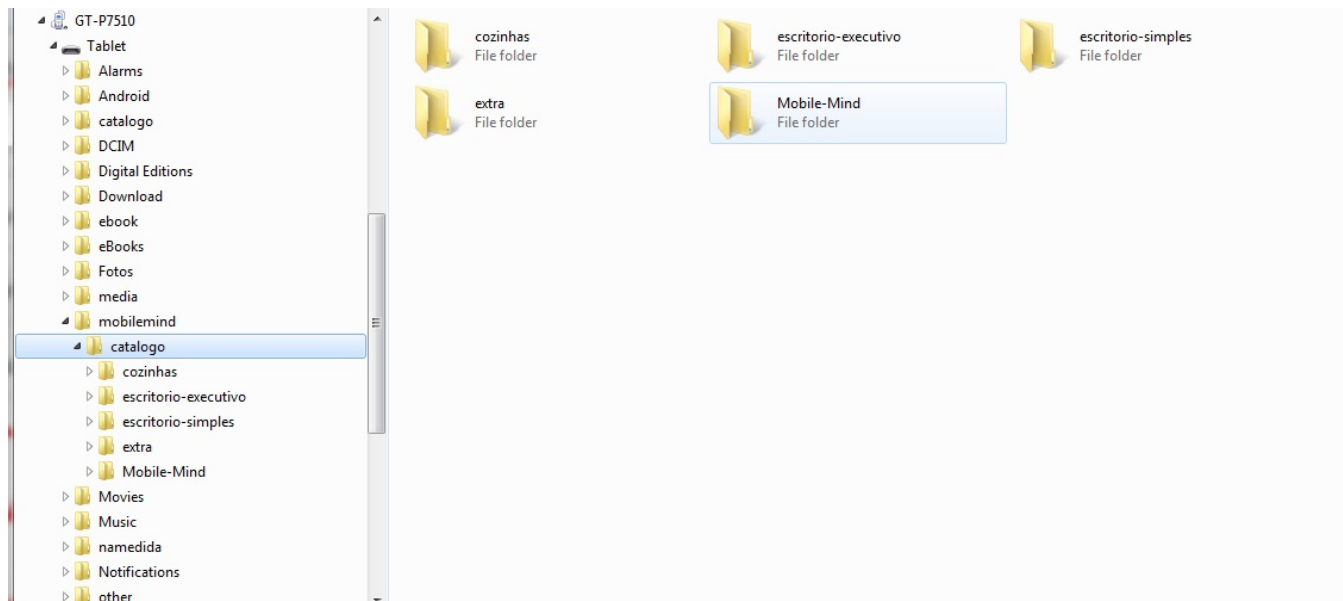 GT-P7510
Tablet
Alarms
Android
catalogo
DCIM
Digital Editions
Download
ebook
eBooks
Fotos
media
mobilemind
catalogo
cozinhas
escritorio-executivo
escritorio-simples
extra
Mobile-Mind
Movies
Music
namedida
Notifications
other
cozinhas
File folder
escritorio-executivo
File folder
escritorio-simples
File folder
extra
File folder
Mobile-Mind
File folder